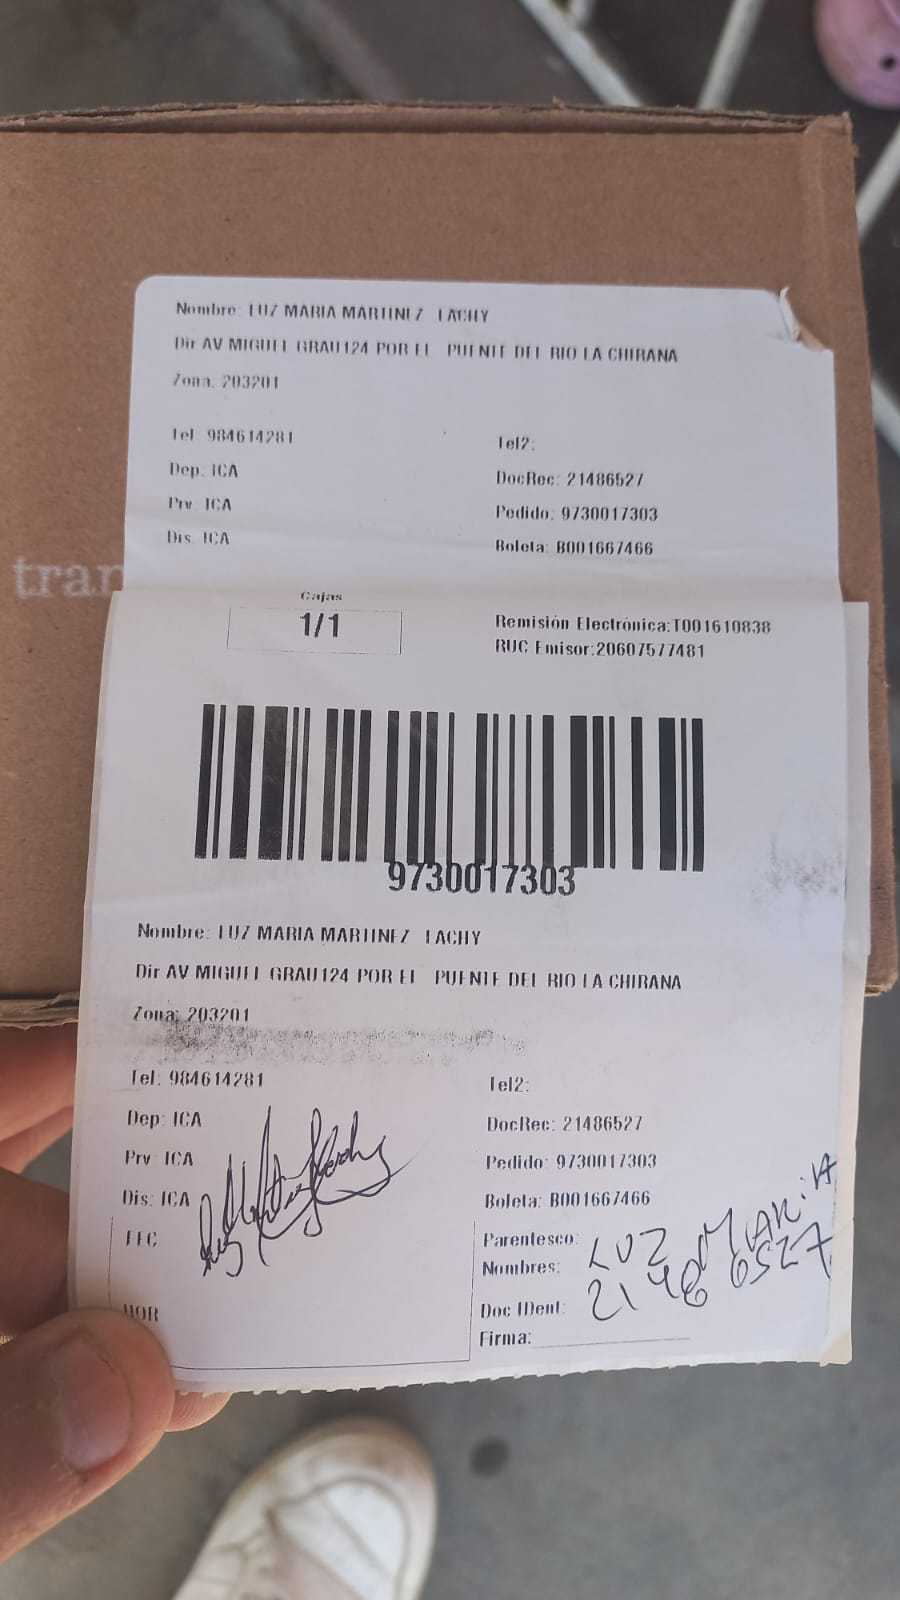 Nombre: LUZ MARIA MARTINEZ LACHY
Dir AV MIGUEL GRAU124 POR EL PUENTE DEL RIO LA CHIRANA
Zona: 203201
Tel: 984614281
Tel2:
Dep: ICA
DocRec: 21486527
Prv: ICA
Pedido: 9730017303
Dis: ICA
Boleta: B001667466
tran
Cajas
1/1
Remisión Electrónica:T001610838
RUC Emisor:20607577481
9730017303
Nombre: LUZ MARIA MARTINEZ LACHY
Dir AV MIGUEL GRAU124 POR EL PUENTE DEL RIO LA CHIRANA
Zona: 203201
Tel: 984614281
Tel2:
Dep: ICA
DocRec: 21486527
Prv: ICA
Pedido: 9730017303
Dis: ICA
Boleta: B001667466
FEC
Parentesco:
Nombres: LUZ MARIA
HOR
Doc IDent: 21486527
Firma: